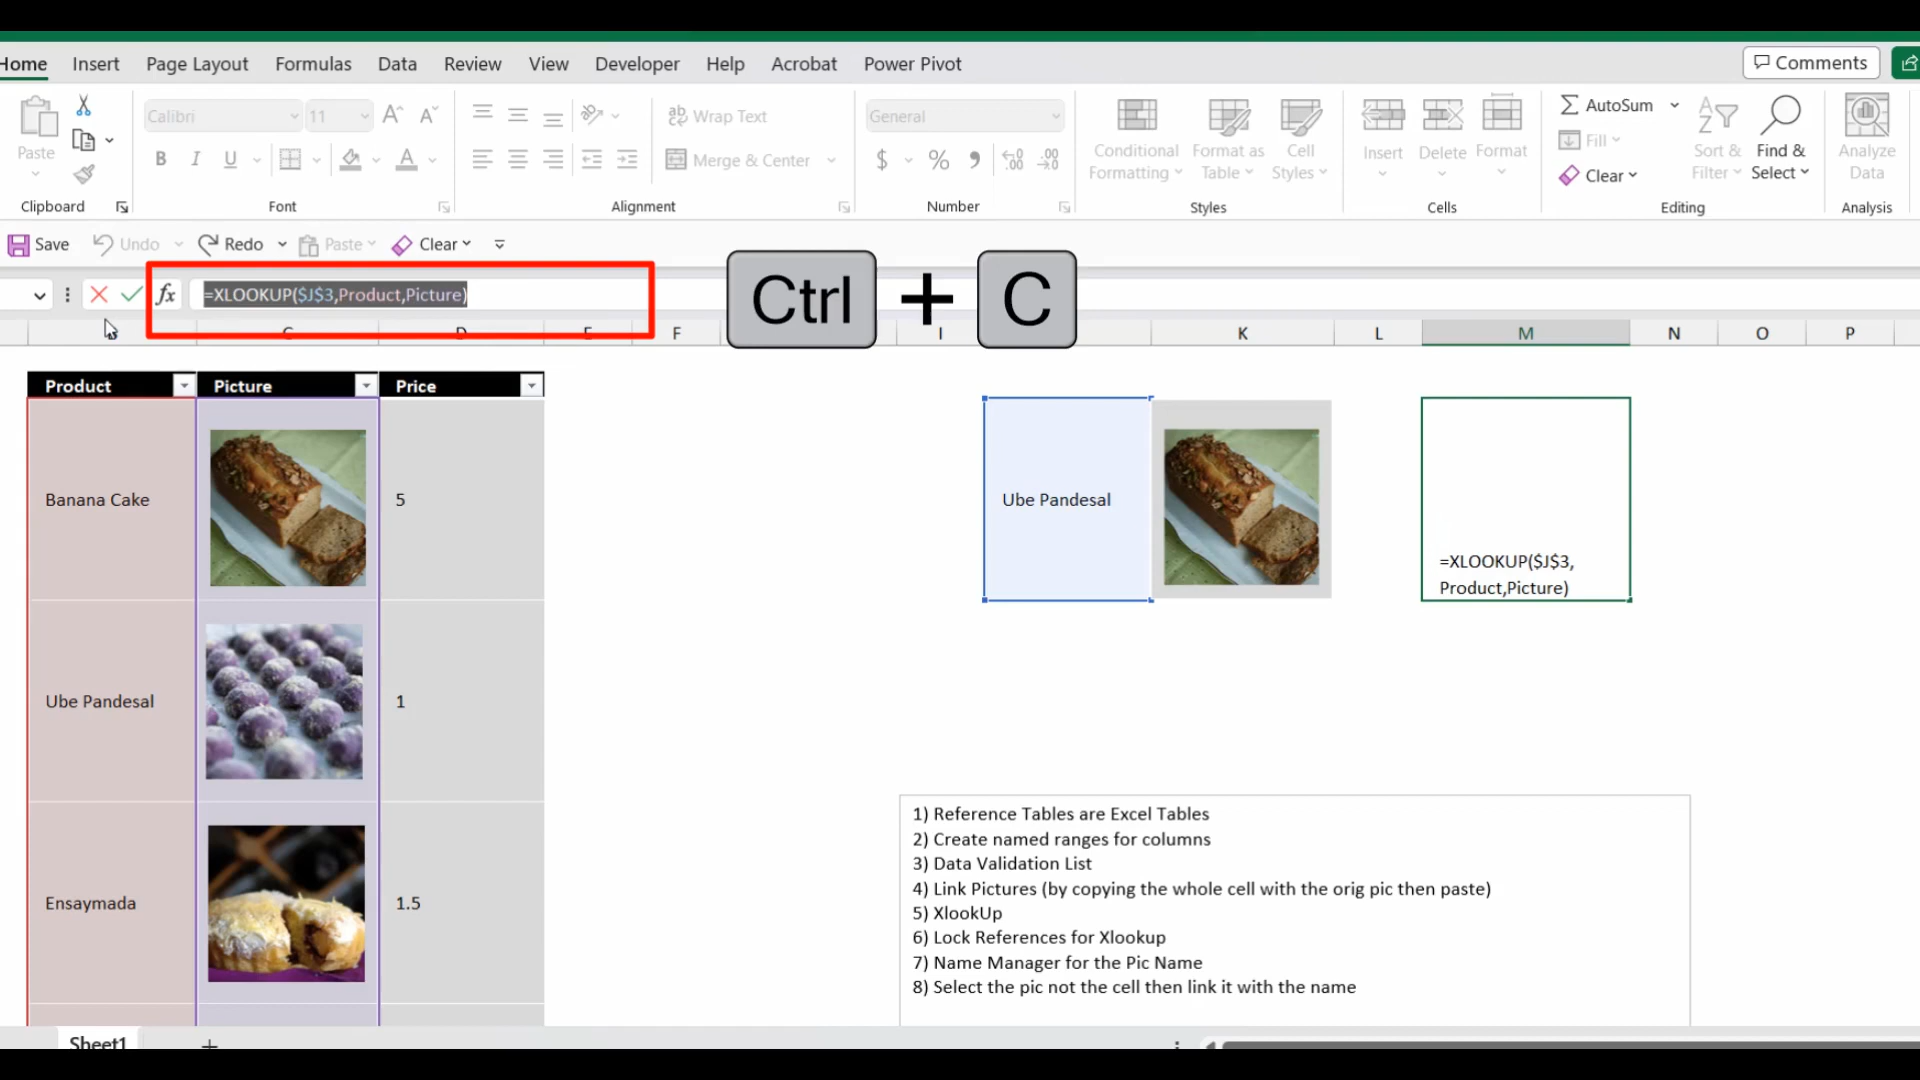 Home Insert Page Layout Formulas Data Review View Developer Help Acrobat Power Pivot Comments
Calibri 11 Wrap Text General AutoSum
Paste B I U Merge & Center $ % Conditional Formatting Format as Table Cell Styles Insert Delete Format Fill Clear Sort & Filter Find & Select Analyze Data
Clipboard Font Alignment Number Styles Cells Editing Analysis
Save Undo Redo Paste Clear
fx =XLOOKUP($J$3,Product,Picture) Ctrl + C
C D E F I K L M N O P
Product Picture Price
Banana Cake 5
Ube Pandesal
=XLOOKUP($J$3,
Product,Picture)
Ube Pandesal 1
Ensaymada 1.5
1) Reference Tables are Excel Tables
2) Create named ranges for columns
3) Data Validation List
4) Link Pictures (by copying the whole cell with the orig pic then paste)
5) XlookUp
6) Lock References for Xlookup
7) Name Manager for the Pic Name
8) Select the pic not the cell then link it with the name
Sheet1